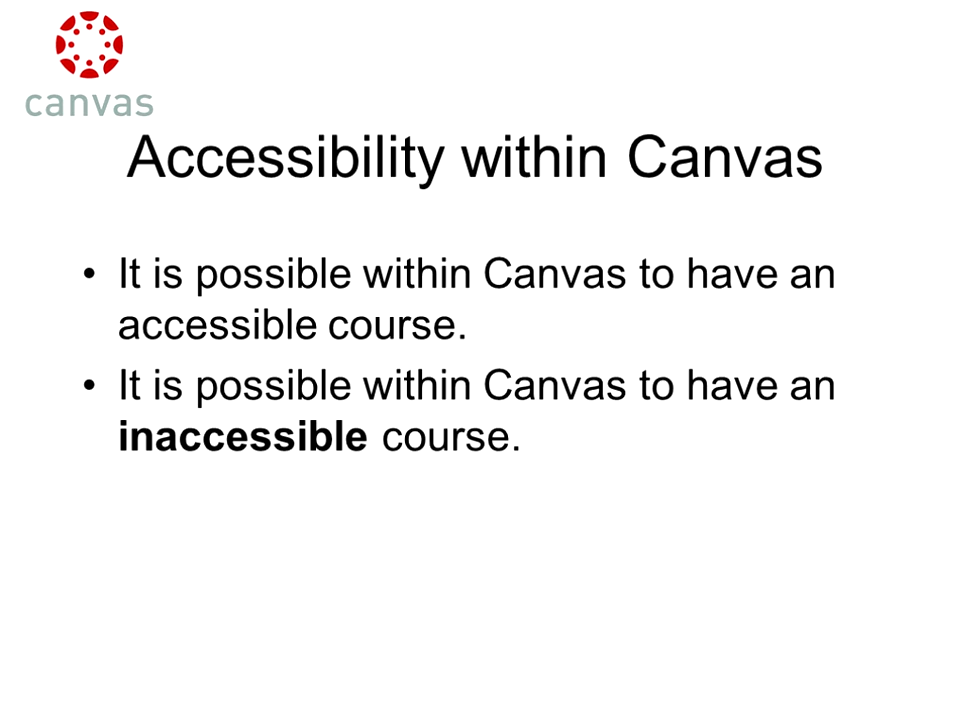 canvas
Accessibility within Canvas
• It is possible within Canvas to have an
accessible course.
• It is possible within Canvas to have an
inaccessible course.